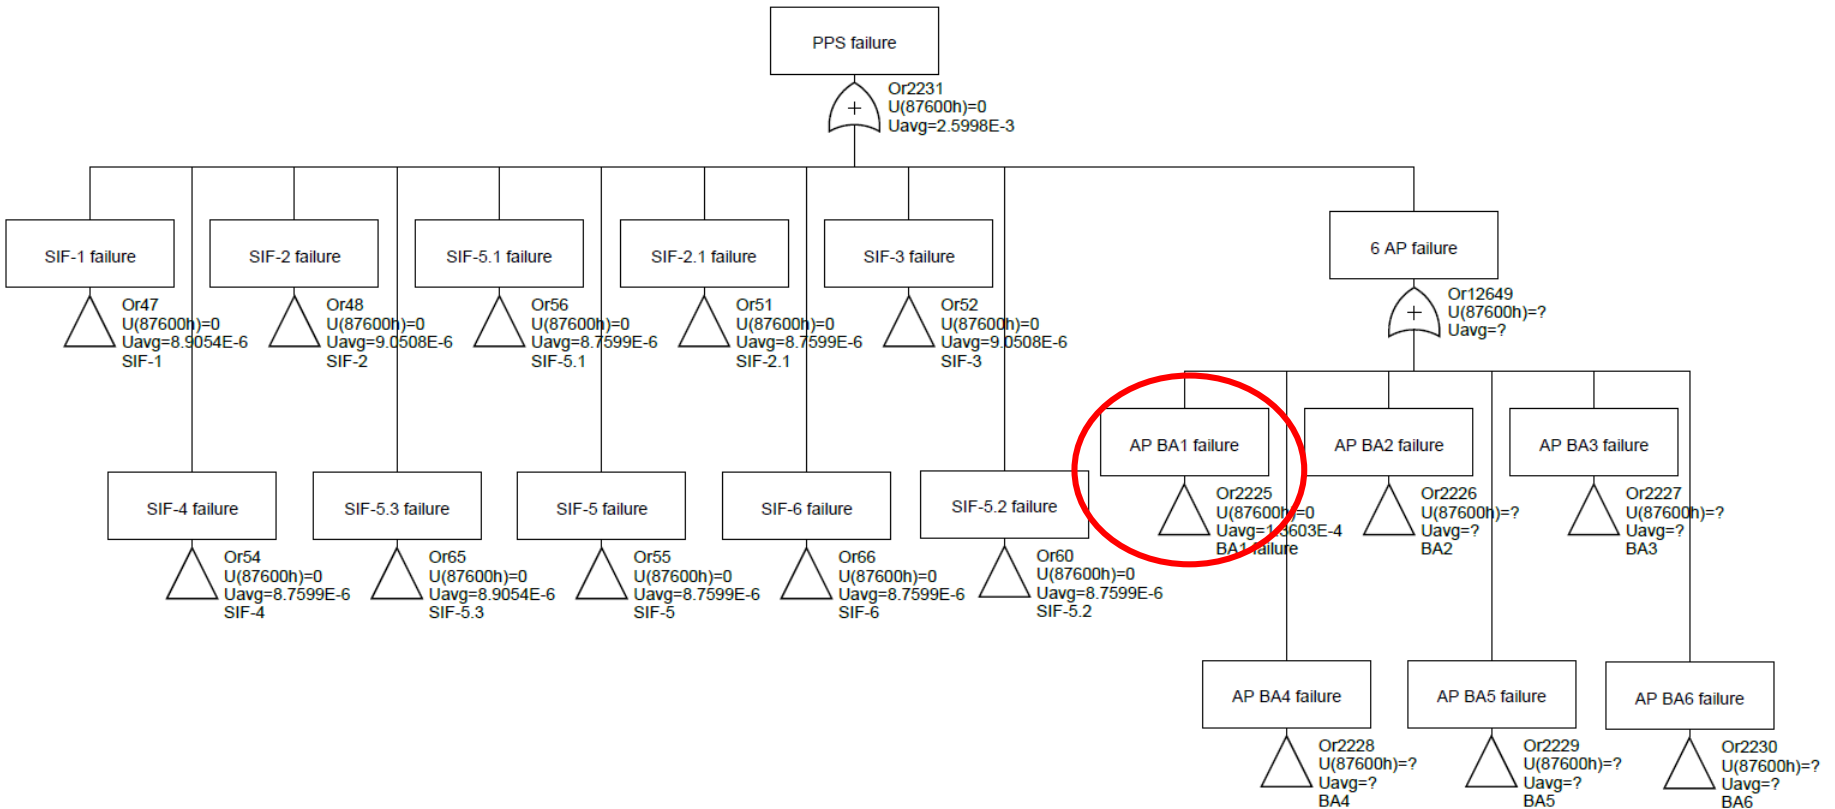 PPS failure
+
Or2231
U(87600h)=0
Uavg=2.5998E-3
SIF-1 failure
Or47
U(87600h)=0
Uavg=8.9054E-6
SIF-1
SIF-2 failure
Or48
U(87600h)=0
Uavg=9.0508E-6
SIF-2
SIF-5.1 failure
Or56
U(87600h)=0
Uavg=8.7599E-6
SIF-5.1
SIF-2.1 failure
Or51
U(87600h)=0
Uavg=8.7599E-6
SIF-2.1
SIF-3 failure
Or52
U(87600h)=0
Uavg=9.0508E-6
SIF-3
6 AP failure
+
Or12649
U(87600h)=?
Uavg=?
AP BA1 failure
Or2225
U(87600h)=0
Uavg=1.3603E-4
BA1 failure
AP BA2 failure
Or2226
U(87600h)=?
Uavg=?
BA2
AP BA3 failure
Or2227
U(87600h)=?
Uavg=?
BA3
SIF-4 failure
Or54
U(87600h)=0
Uavg=8.7599E-6
SIF-4
SIF-5.3 failure
Or65
U(87600h)=0
Uavg=8.9054E-6
SIF-5.3
SIF-5 failure
Or55
U(87600h)=0
Uavg=8.7599E-6
SIF-5
SIF-6 failure
Or66
U(87600h)=0
Uavg=8.7599E-6
SIF-6
SIF-5.2 failure
Or60
U(87600h)=0
Uavg=8.7599E-6
SIF-5.2
AP BA4 failure
Or2228
U(87600h)=?
Uavg=?
BA4
AP BA5 failure
Or2229
U(87600h)=?
Uavg=?
BA5
AP BA6 failure
Or2230
U(87600h)=?
Uavg=?
BA6